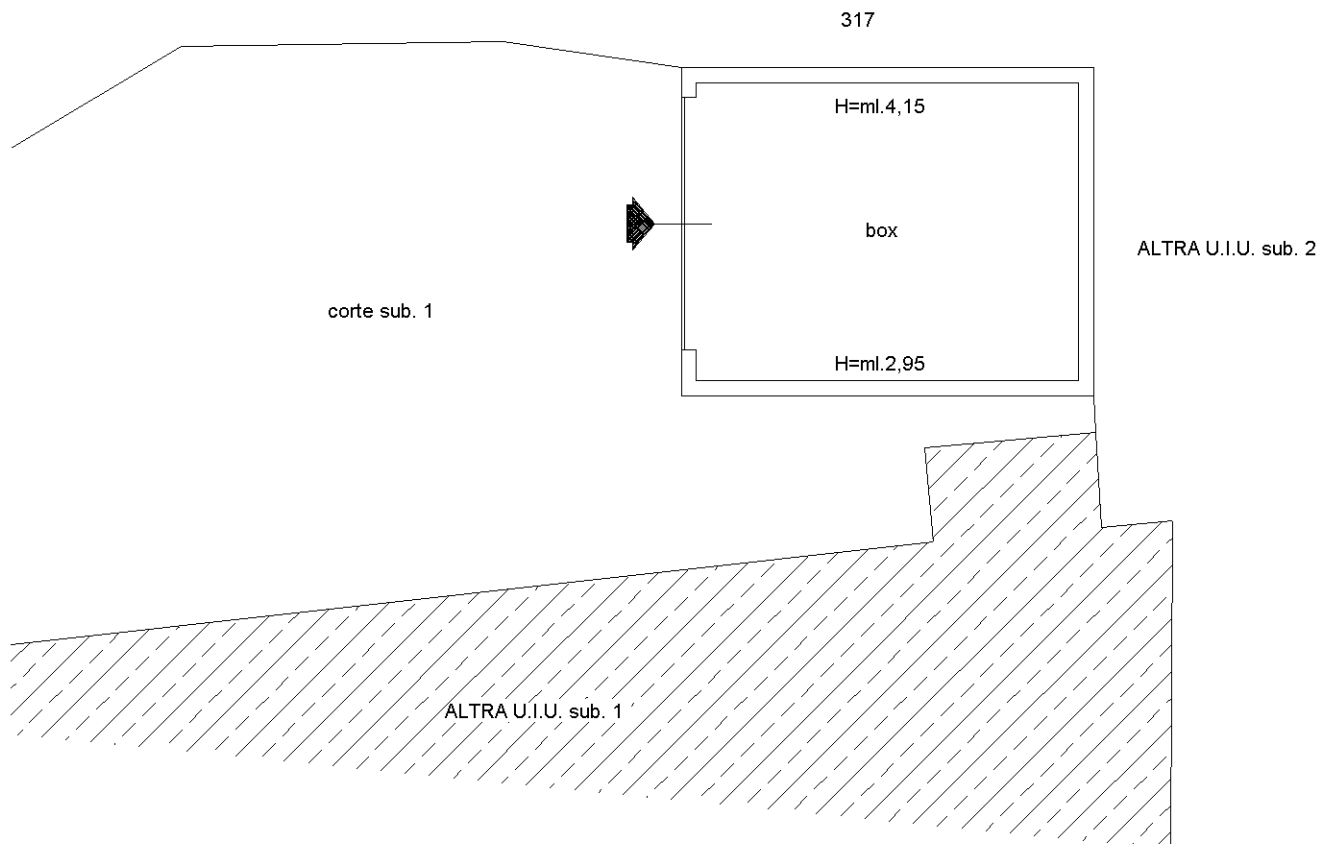 317
H=ml.4,15
box
ALTRA U.I.U. sub. 2
corte sub. 1
H=ml.2,95
ALTRA U.I.U. sub. 1